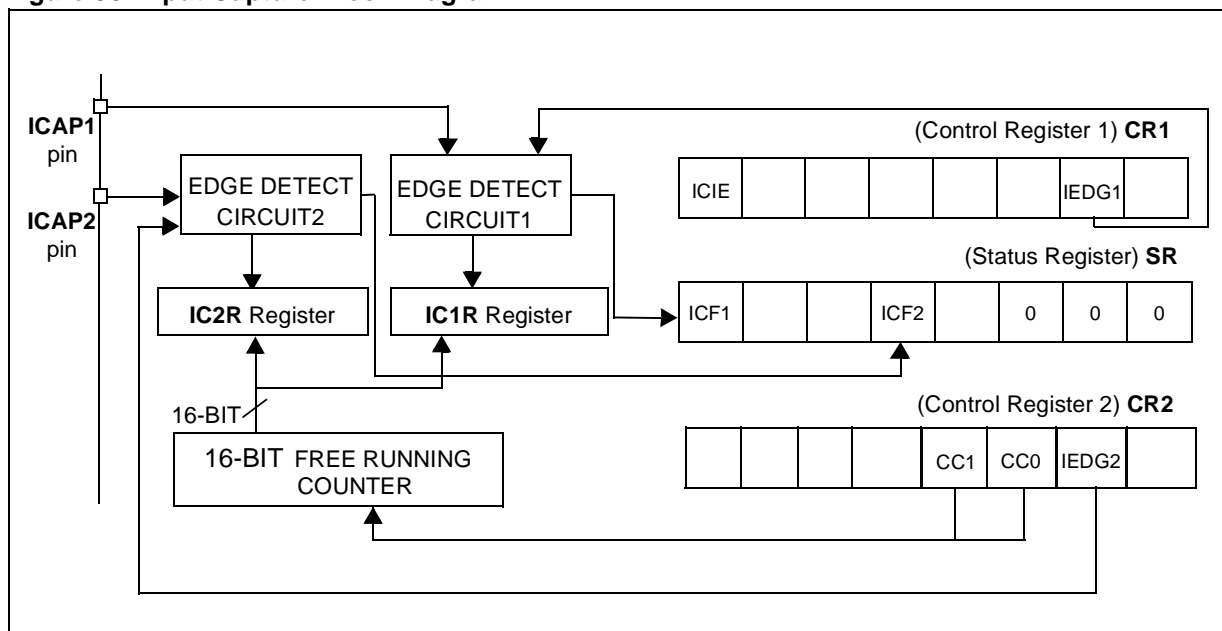 ICAP1
pin
ICAP2
pin
EDGE DETECT
CIRCUIT2
EDGE DETECT
CIRCUIT1
IC2R Register
IC1R Register
16-BIT
16-BIT FREE RUNNING
COUNTER
(Control Register 1) CR1
ICIE
IEDG1
(Status Register) SR
ICF1 ICF2 0 0 0
(Control Register 2) CR2
CC1 CC0 IEDG2